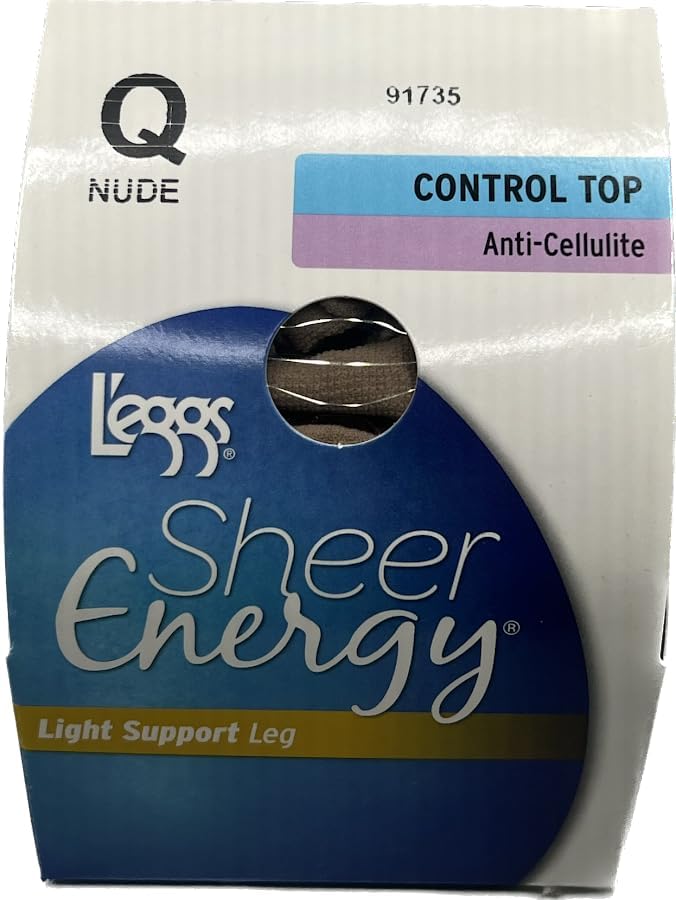 Q
NUDE
91735
CONTROL TOP
Anti-Cellulite
L'eggs®
Sheer
Energy®
Light Support Leg